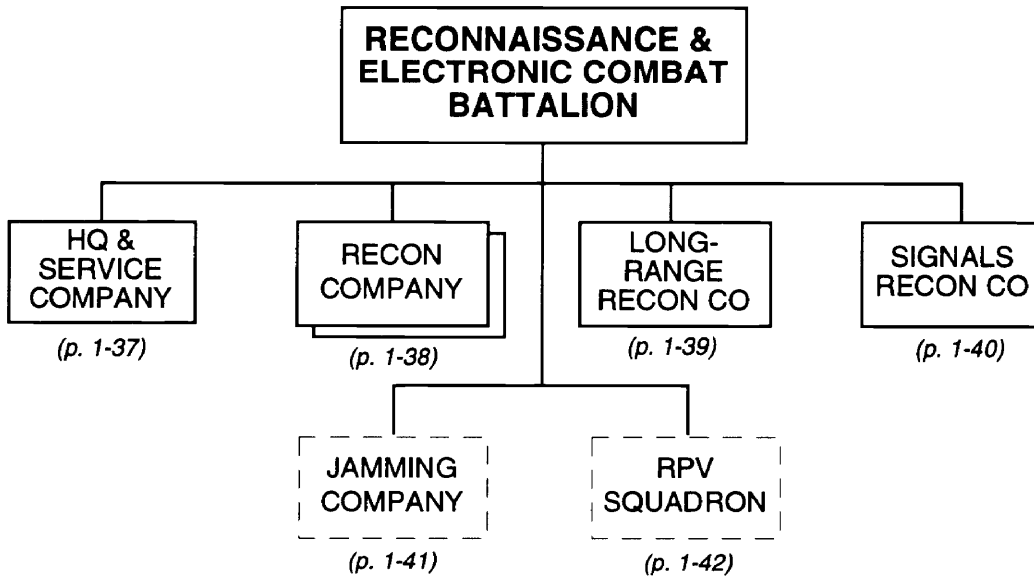 RECONNAISSANCE &
ELECTRONIC COMBAT
BATTALION
HQ &
SERVICE
COMPANY
(p. 1-37)
RECON
COMPANY
(p. 1-38)
LONG-
RANGE
RECON CO
(p. 1-39)
SIGNALS
RECON CO
(p. 1-40)
JAMMING
COMPANY
(p. 1-41)
RPV
SQUADRON
(p. 1-42)